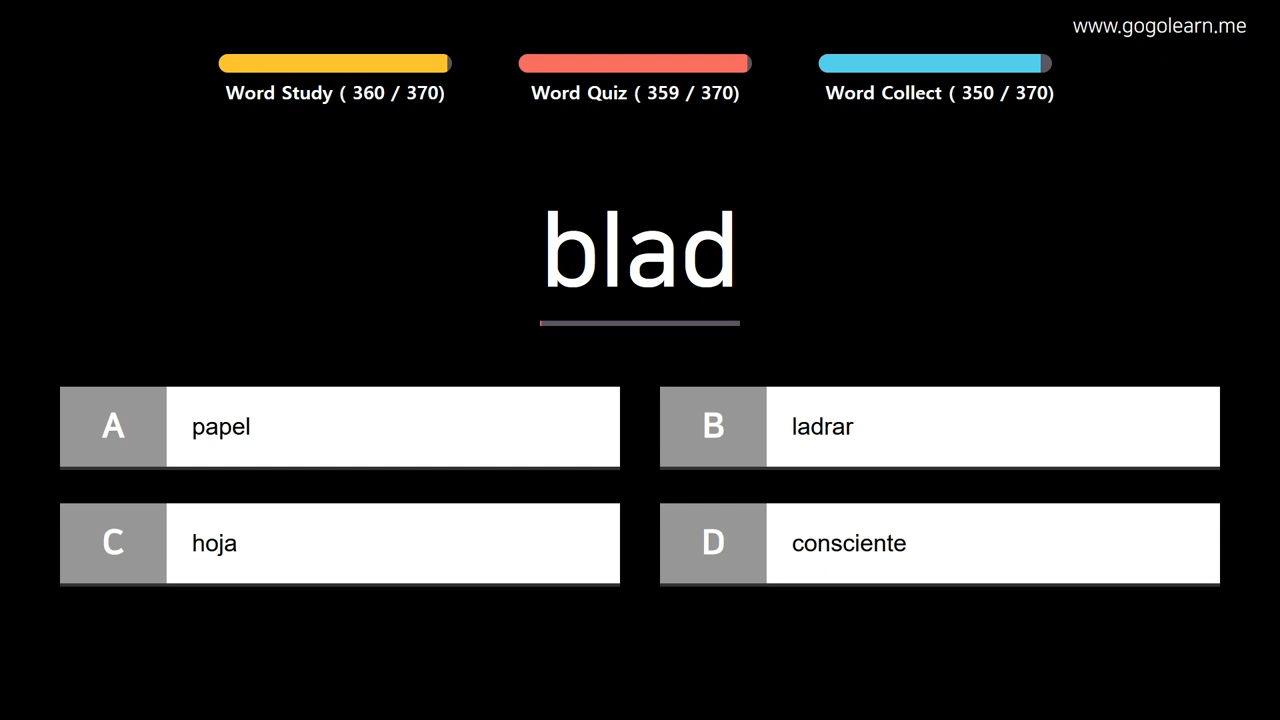 www.gogolearn.me
Word Study ( 360 / 370)
Word Quiz ( 359 / 370)
Word Collect ( 350 / 370)
blad
A papel
B ladrar
C hoja
D consciente